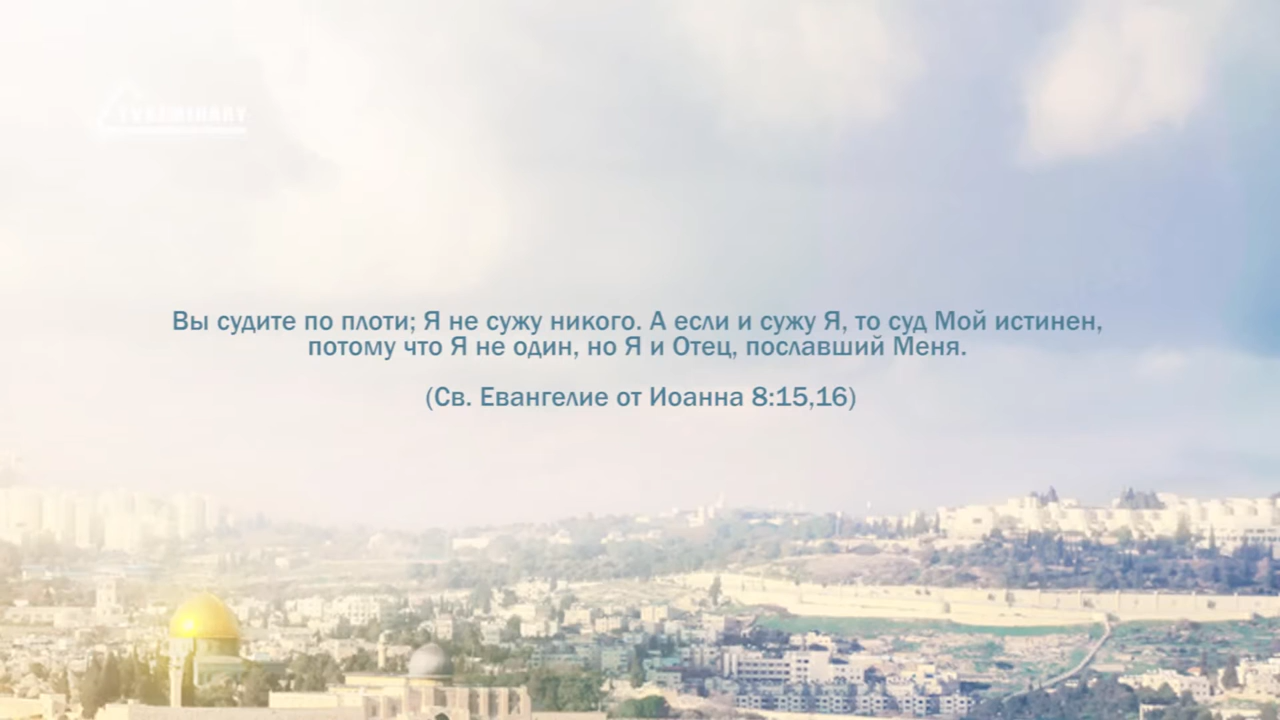 TVSEMINARY
Вы судите по плоти; Я не сужу никого. А если и сужу Я, то суд Мой истинен,
потому что Я не один, но Я и Отец, пославший Меня.
(Св. Евангелие от Иоанна 8:15,16)